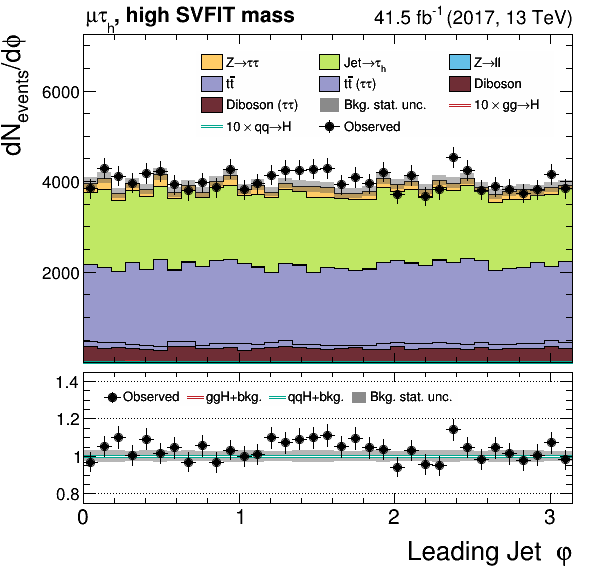 μτₕ, high SVFIT mass 41.5 fb⁻¹ (2017, 13 TeV)
dN_events/dϕ
6000
4000
2000
Z→ττ Jet→τₕ Z→ll
tt̄ tt̄ (ττ) Diboson
Diboson (ττ) Bkg. stat. unc. 10 × gg→H
10 × qq→H Observed
1.4
1.2
1
0.8
Observed ggH+bkg. qqH+bkg. Bkg. stat. unc.
0 1 2 3
Leading Jet φ